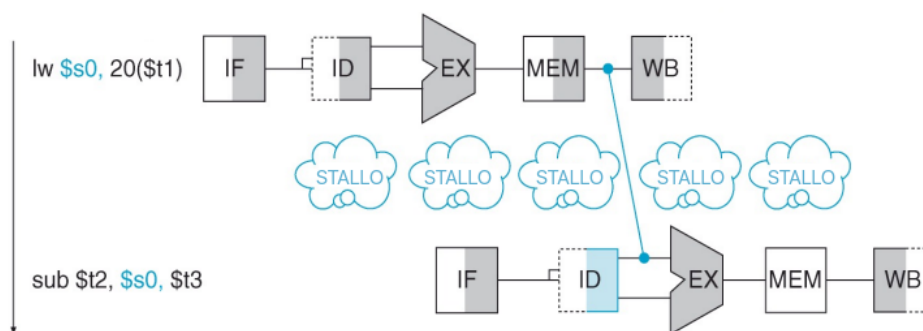 lw $s0, 20($t1) IF ID EX MEM WB
STALLO STALLO STALLO STALLO STALLO
sub $t2, $s0, $t3 IF ID EX MEM WB